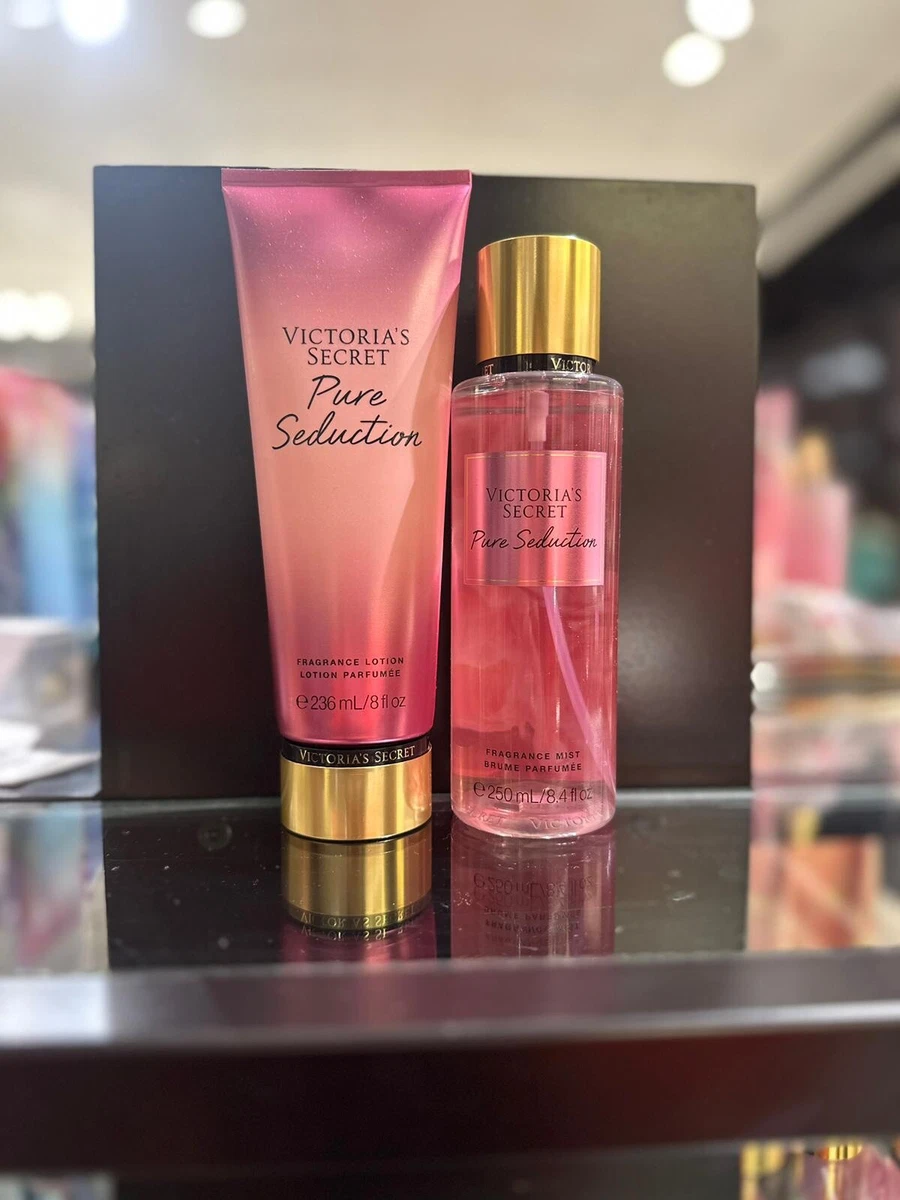 VICTORIA'S
SECRET
Pure
Seduction
FRAGRANCE LOTION
LOTION PARFUMÉE
℮ 236 mL/8 fl oz
VICTORIA'S SECRET
VICTORIA'S
SECRET
Pure Seduction
FRAGRANCE MIST
BRUME PARFUMÉE
℮ 250 mL/8.4 fl oz